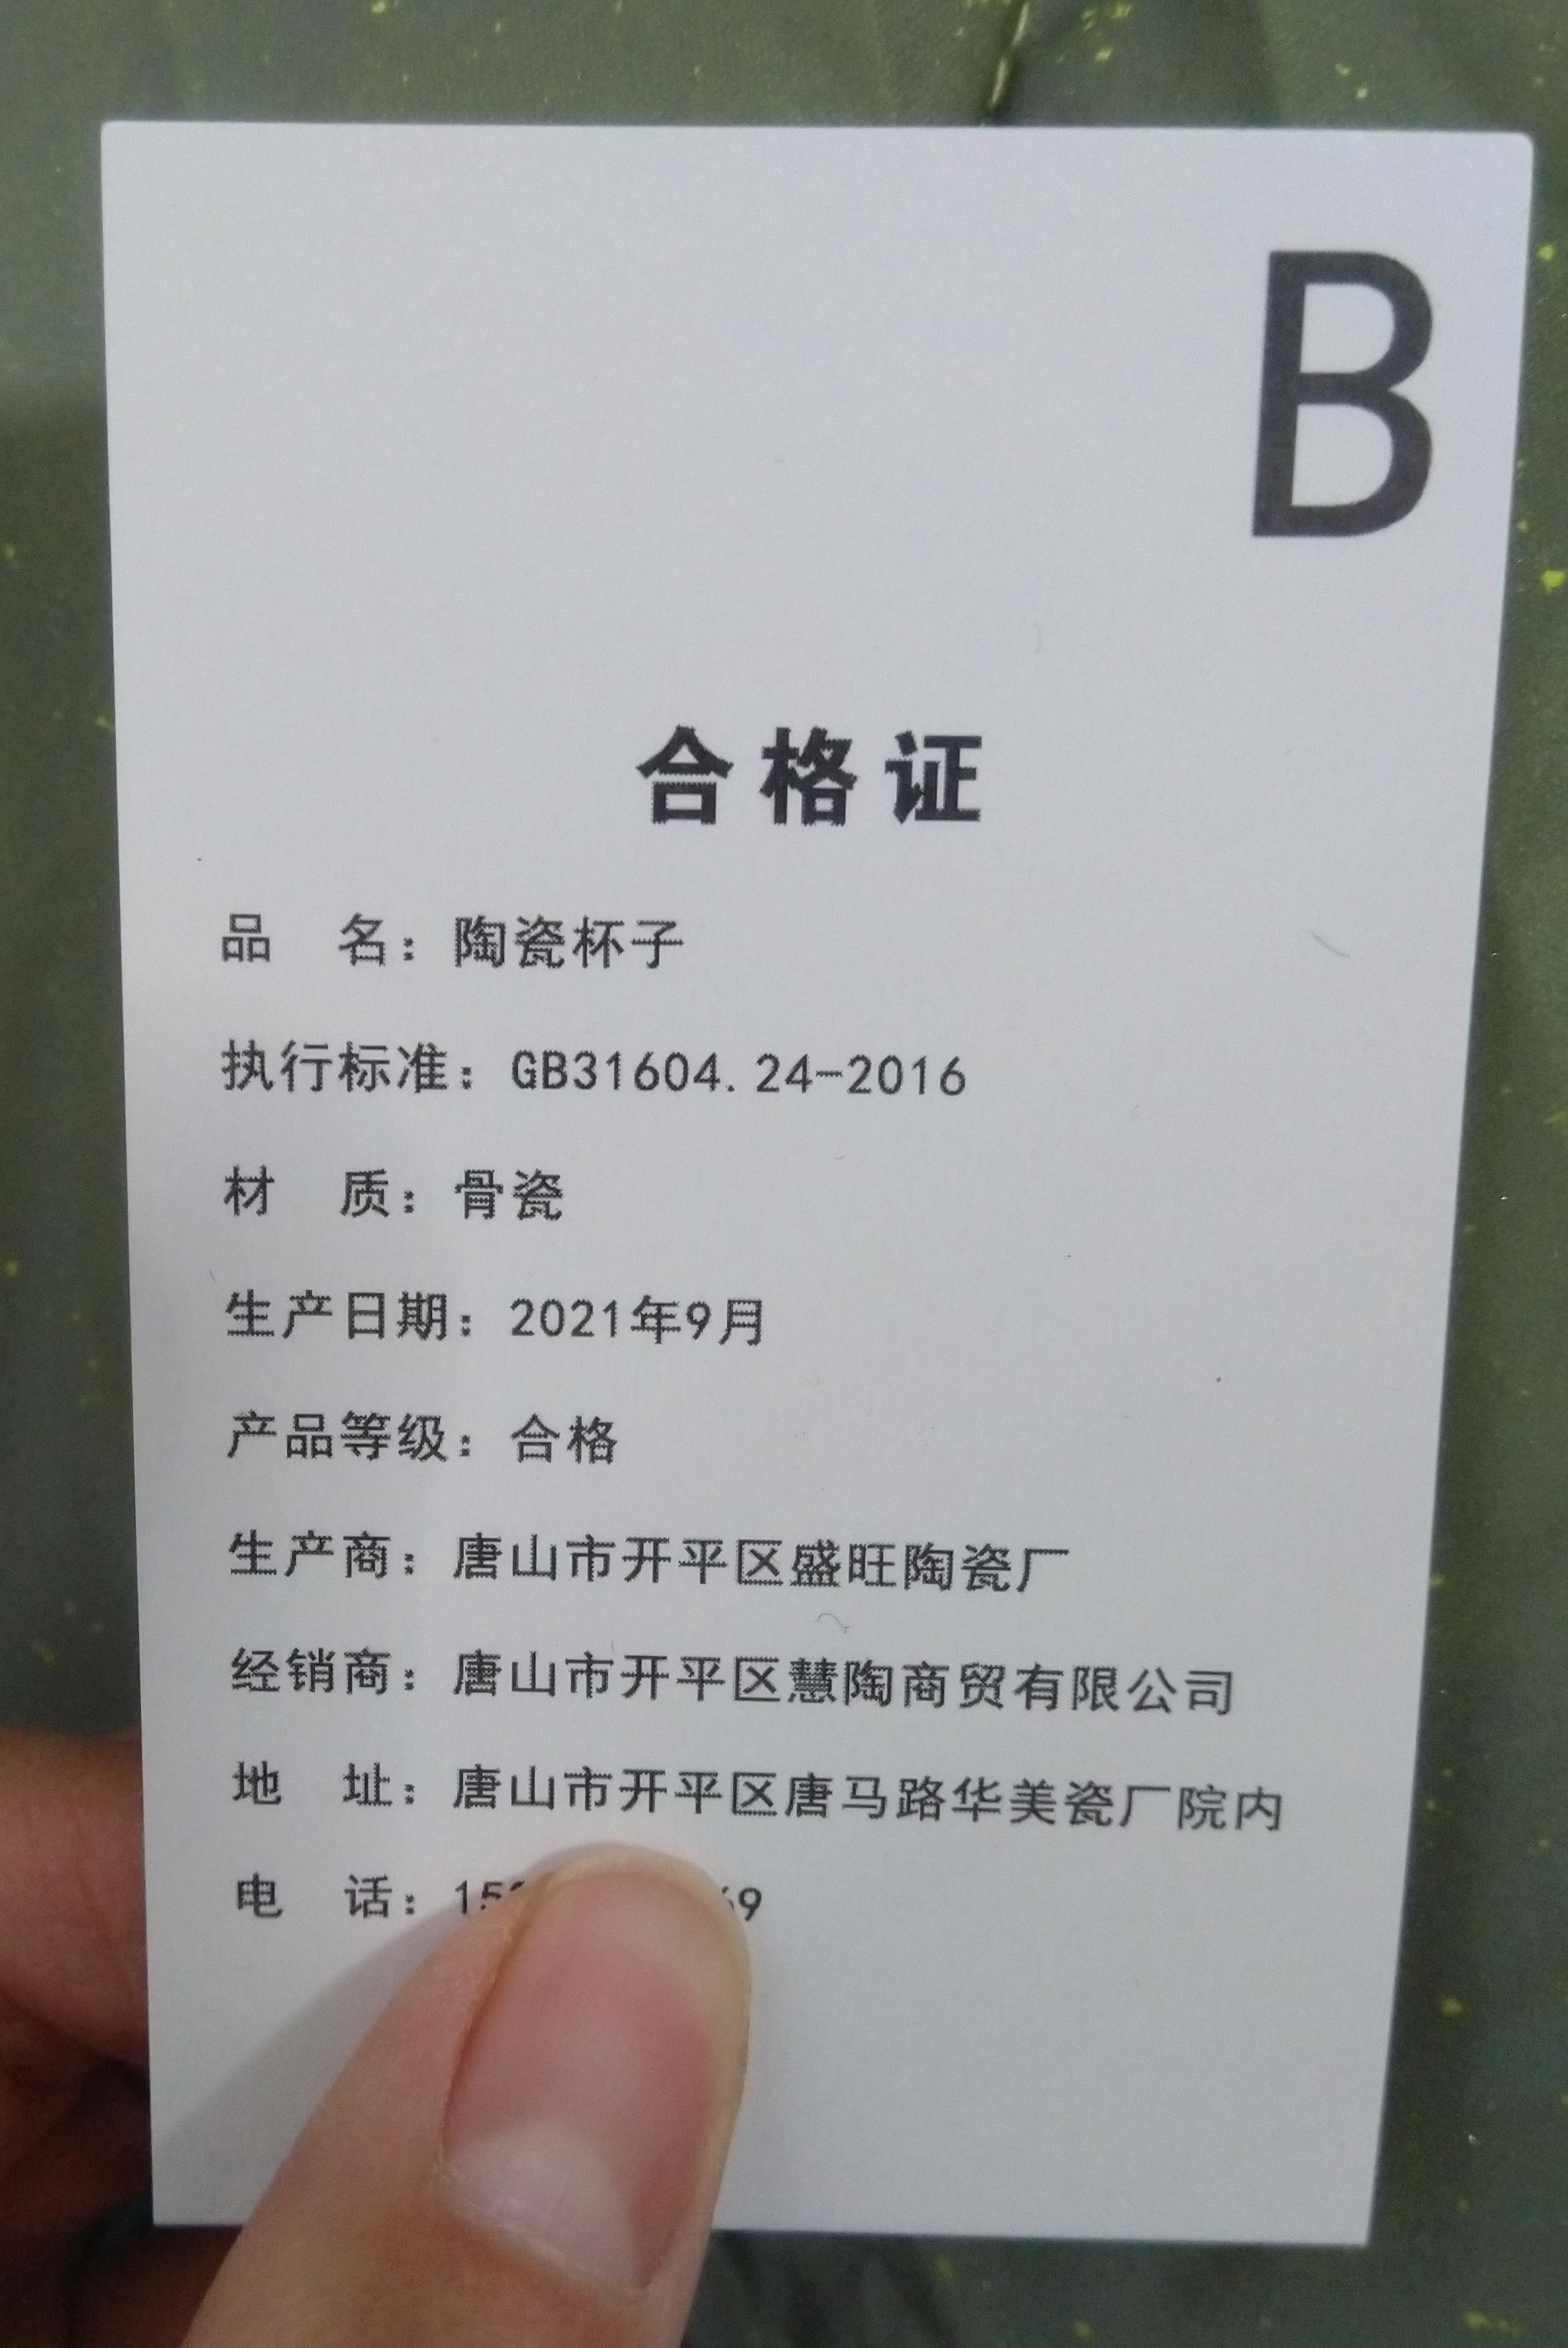 B
合格证
品 名：陶瓷杯子
执行标准：GB31604.24-2016
材 质：骨瓷
生产日期：2021年9月
产品等级：合格
生产商：唐山市开平区盛旺陶瓷厂
经销商：唐山市开平区慧陶商贸有限公司
地 址：唐山市开平区唐马路华美瓷厂院内
电 话：